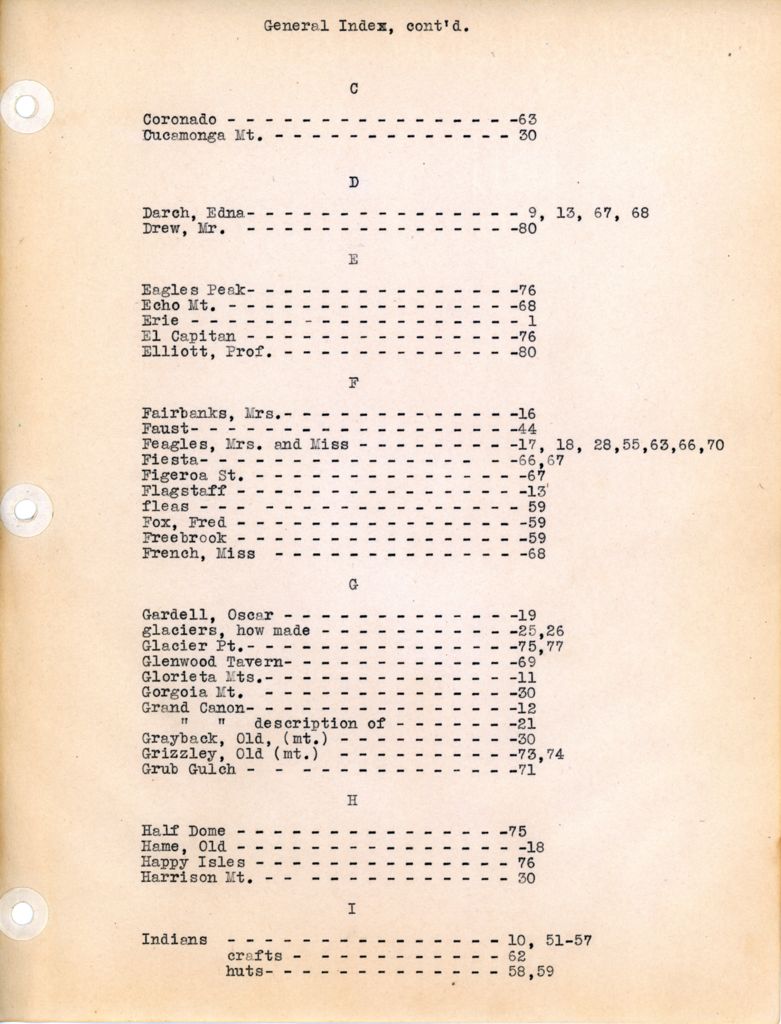 General Index, cont'd.
C
Coronado - - - - - - - - - - - - - - - -63
Cucamonga Mt. - - - - - - - - - - - - - 30
D
Darch, Edna- - - - - - - - - - - - - - - 9, 13, 67, 68
Drew, Mr. - - - - - - - - - - - - - - -80
E
Eagles Peak- - - - - - - - - - - - - - -76
Echo Mt. - - - - - - - - - - - - - - - -68
Erie - - - - - - - - - - - - - - - - - - 1
El Capitan - - - - - - - - - - - - - - -76
Elliott, Prof. - - - - - - - - - - - - -80
F
Fairbanks, Mrs.- - - - - - - - - - - - -16
Faust- - - - - - - - - - - - - - - - - -44
Feagles, Mrs. and Miss - - - - - - - - -17, 18, 28,55,63,66,70
Fiesta- - - - - - - - - - - - - - - - --66,67
Figeroa St. - - - - - - - - - - - - - - -67
Flagstaff - - - - - - - - - - - - - - - -13
fleas - - - - - - - - - - - - - - - - - 59
Fox, Fred - - - - - - - - - - - - - - - -59
Freebrook - - - - - - - - - - - - - - - -59
French, Miss - - - - - - - - - - - - - -68
G
Gardell, Oscar - - - - - - - - - - - - -19
glaciers, how made - - - - - - - - - - -25,26
Glacier Pt.- - - - - - - - - - - - - - -75,77
Glenwood Tavern- - - - - - - - - - - - -69
Glorieta Mts.- - - - - - - - - - - - - -11
Gorgoia Mt. - - - - - - - - - - - - - -30
Grand Canon- - - - - - - - - - - - - - -12
" " description of - - - - - - -21
Grayback, Old, (mt.) - - - - - - - - - -30
Grizzley, Old (mt.) - - - - - - - - - -73,74
Grub Gulch - - - - - - - - - - - - - - -71
H
Half Dome - - - - - - - - - - - - - - -75
Hame, Old - - - - - - - - - - - - - - - -18
Happy Isles - - - - - - - - - - - - - - 76
Harrison Mt. - - - - - - - - - - - - - 30
I
Indians - - - - - - - - - - - - - - - 10, 51-57
crafts - - - - - - - - - - - - 62
huts- - - - - - - - - - - - - 58,59